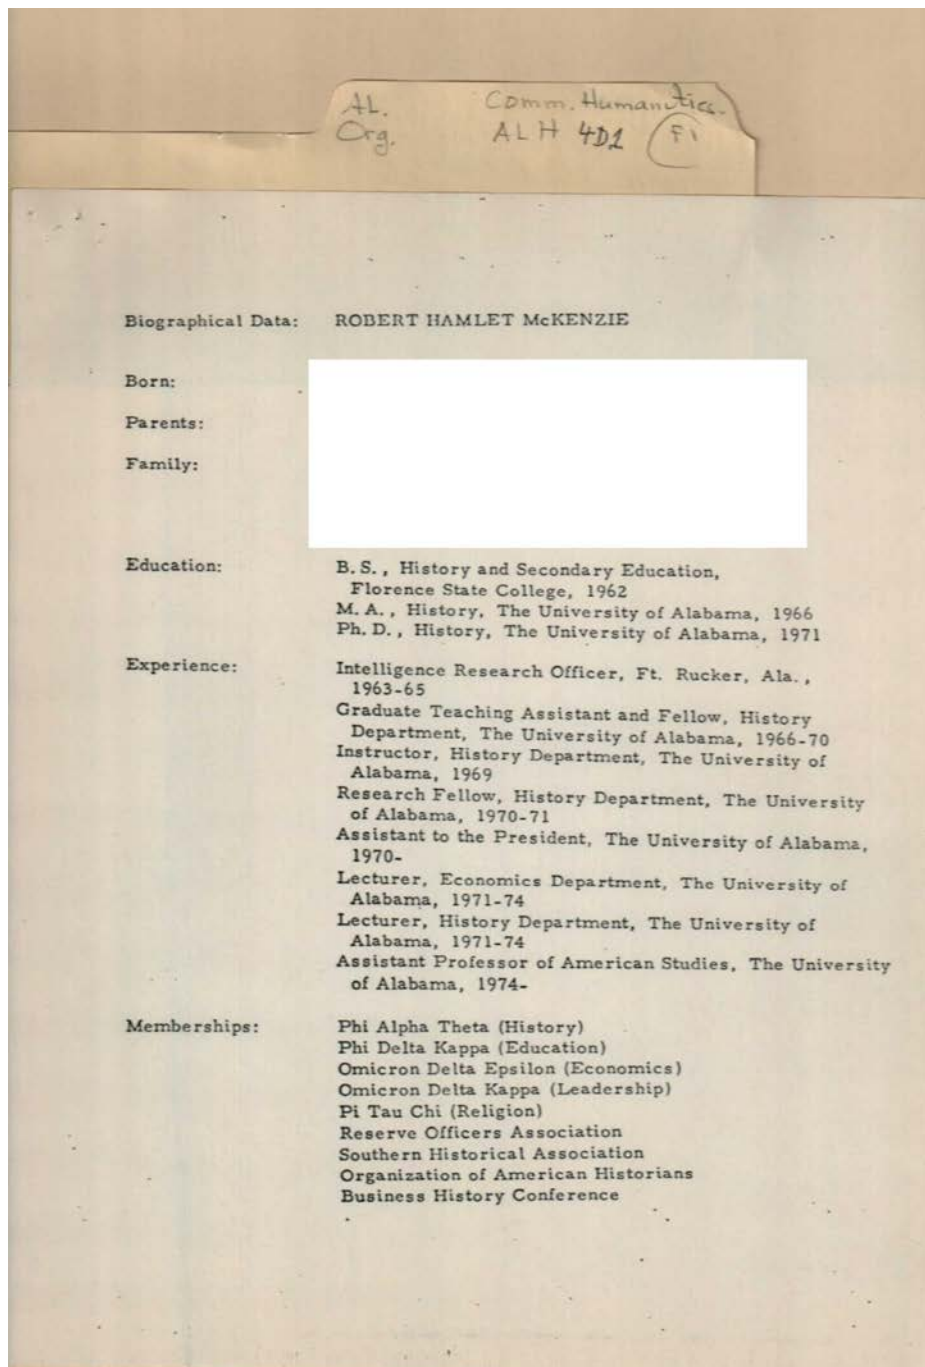 AL. Comm. Humanities.
Org. ALH 4D1 F1
Biographical Data: ROBERT HAMLET McKENZIE
Born:
Parents:
Family:
Education: B.S., History and Secondary Education,
Florence State College, 1962
M.A., History, The University of Alabama, 1966
Ph.D., History, The University of Alabama, 1971
Experience: Intelligence Research Officer, Ft. Rucker, Ala.,
1963-65
Graduate Teaching Assistant and Fellow, History
Department, The University of Alabama, 1966-70
Instructor, History Department, The University of
Alabama, 1969
Research Fellow, History Department, The University
of Alabama, 1970-71
Assistant to the President, The University of Alabama,
1970-
Lecturer, Economics Department, The University of
Alabama, 1971-74
Lecturer, History Department, The University of
Alabama, 1971-74
Assistant Professor of American Studies, The University
of Alabama, 1974-
Memberships: Phi Alpha Theta (History)
Phi Delta Kappa (Education)
Omicron Delta Epsilon (Economics)
Omicron Delta Kappa (Leadership)
Pi Tau Chi (Religion)
Reserve Officers Association
Southern Historical Association
Organization of American Historians
Business History Conference